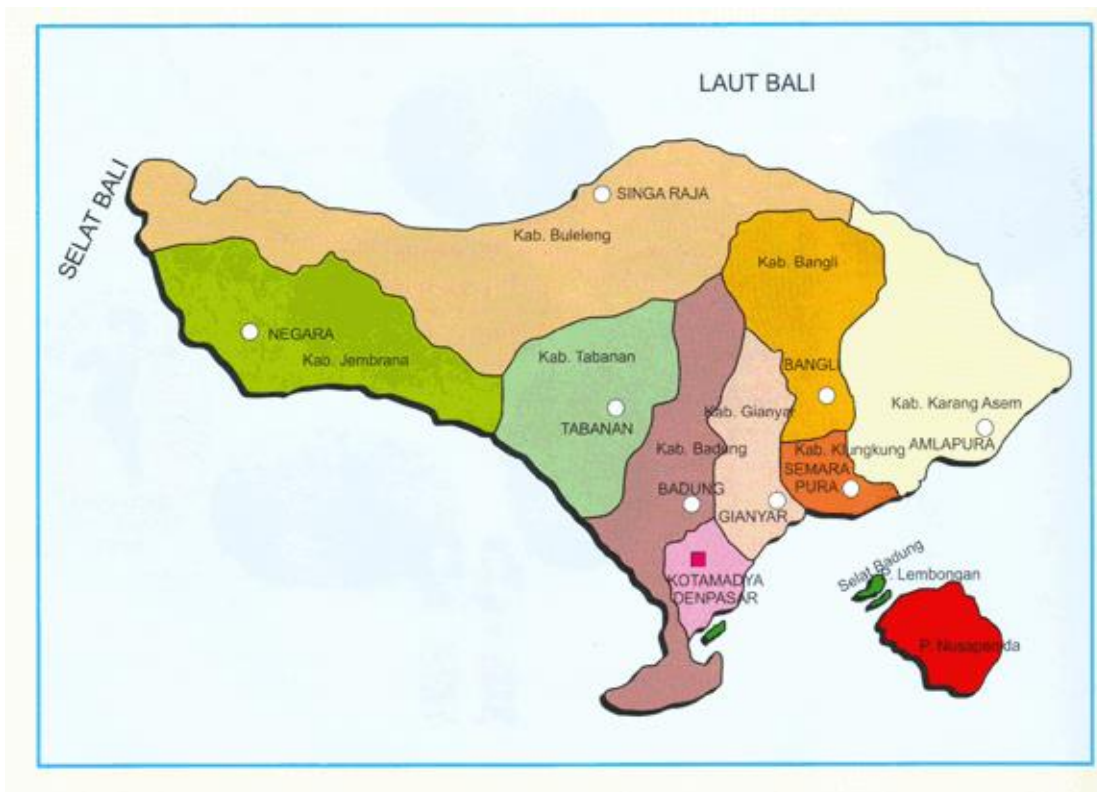 LAUT BALI
SELAT BALI
SINGA RAJA
Kab. Buleleng
Kab. Bangli
NEGARA
Kab. Jembrana
Kab. Tabanan
BANGLI
TABANAN
Kab. Gianyar
Kab. Karang Asem
AMLAPURA
Kab. Badung
Kab. Klungkung
SEMARA
PURA
BADUNG
GIANYAR
KOTAMADYA
DENPASAR
Selat Badung
P. Lembongan
P. Nusapenida